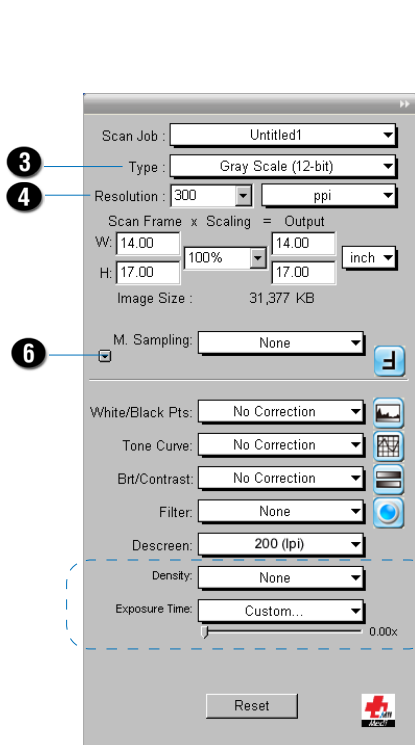 Scan Job : Untitled1
3 Type : Gray Scale (12-bit)
4 Resolution : 300 ppi
Scan Frame x Scaling = Output
W: 14.00 100% 14.00 inch
H: 17.00 17.00
Image Size : 31,377 KB
6 M. Sampling: None
White/Black Pts: No Correction
Tone Curve: No Correction
Brt/Contrast: No Correction
Filter: None
Descreen: 200 (lpi)
Density: None
Exposure Time: Custom...
0.00x
Reset
Medi